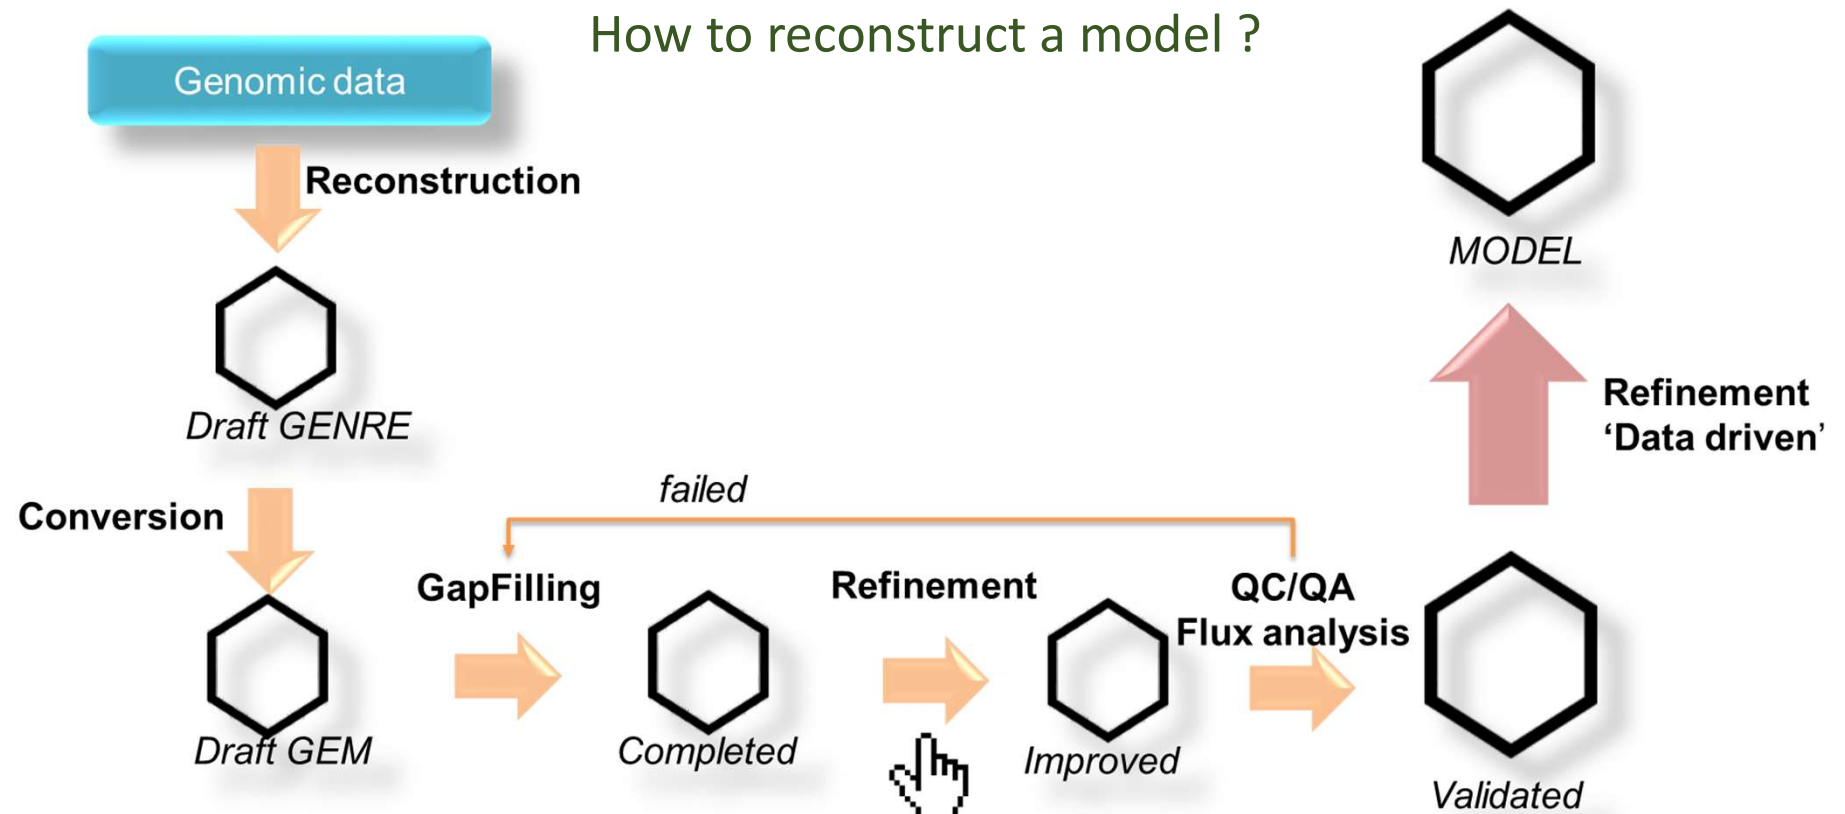 How to reconstruct a model ?
Genomic data
Reconstruction
Draft GENRE
Conversion
Draft GEM
GapFilling
failed
Completed
Refinement
Improved
QC/QA
Flux analysis
Validated
Refinement
‘Data driven’
MODEL